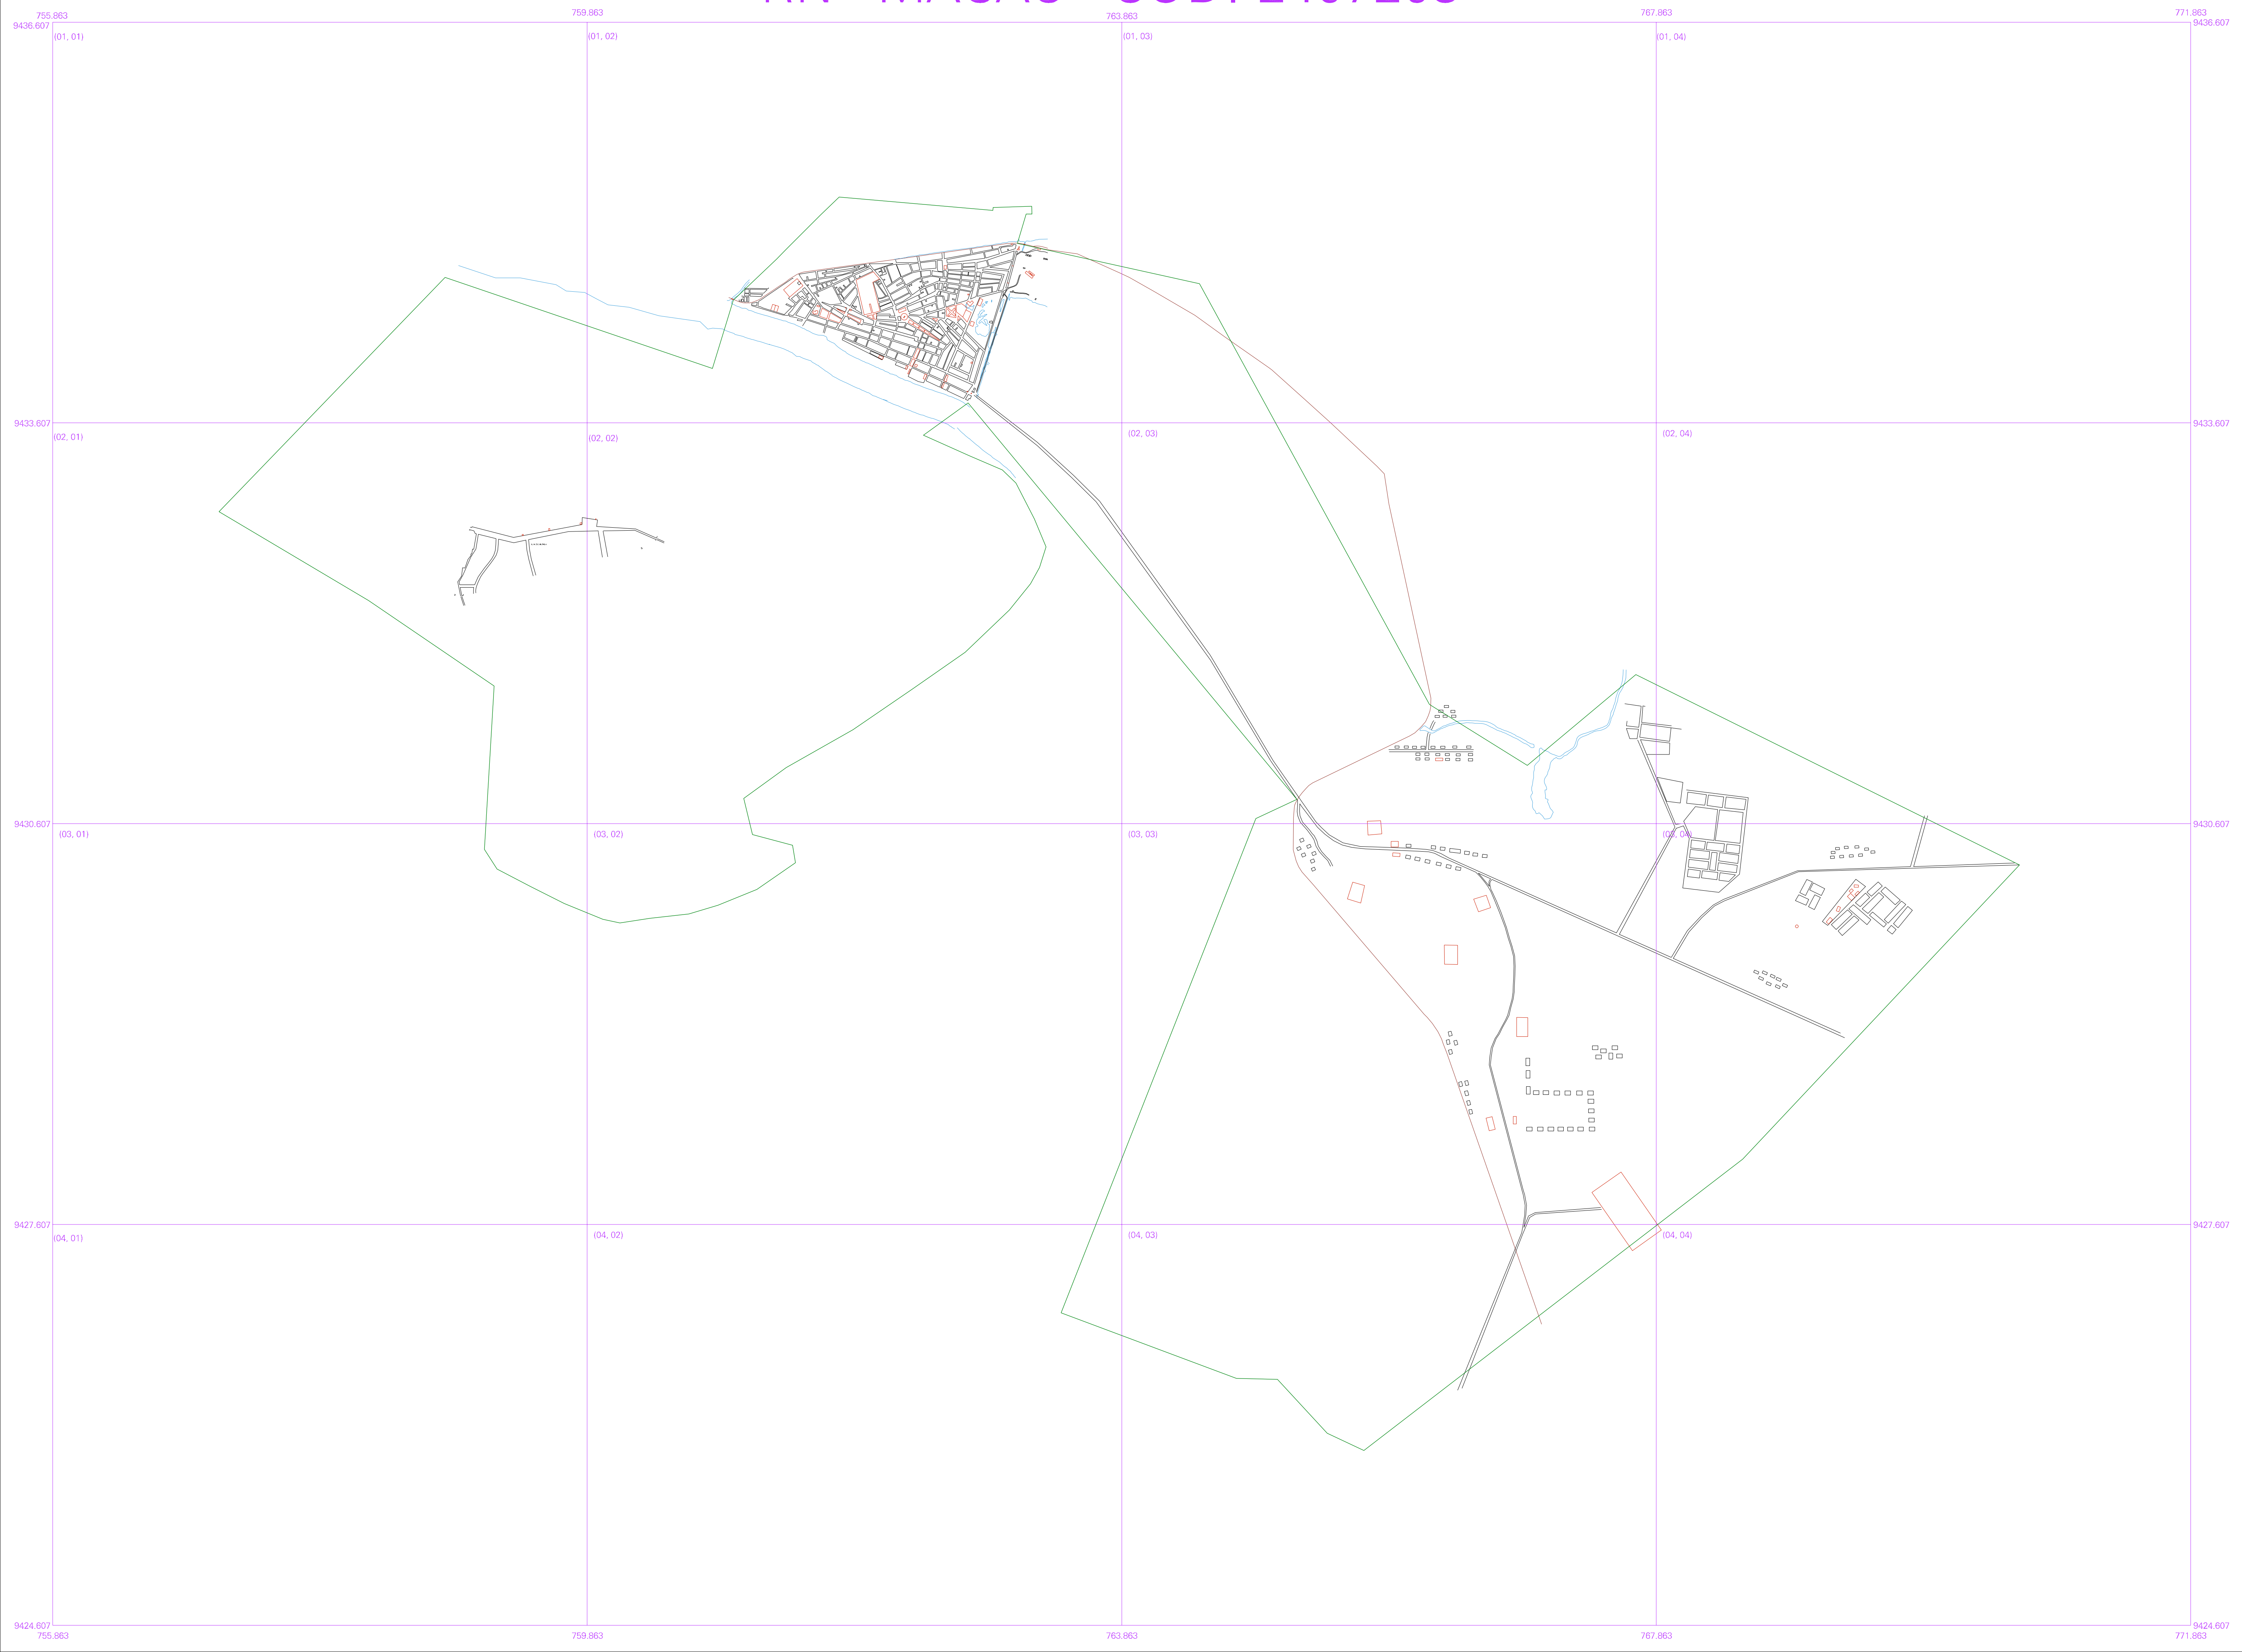 755.863 759.863 763.863 767.863 771.863
9436.607 9436.607
(01, 01) (01, 02) (01, 03) (01, 04)
9433.607 9433.607
(02, 01) (02, 02) (02, 03) (02, 04)
9430.607 9430.607
(03, 01) (03, 02) (03, 03) (03, 04)
9427.607 9427.607
(04, 01) (04, 02) (04, 03) (04, 04)
9424.607 9424.607
755.863 759.863 763.863 767.863 771.863